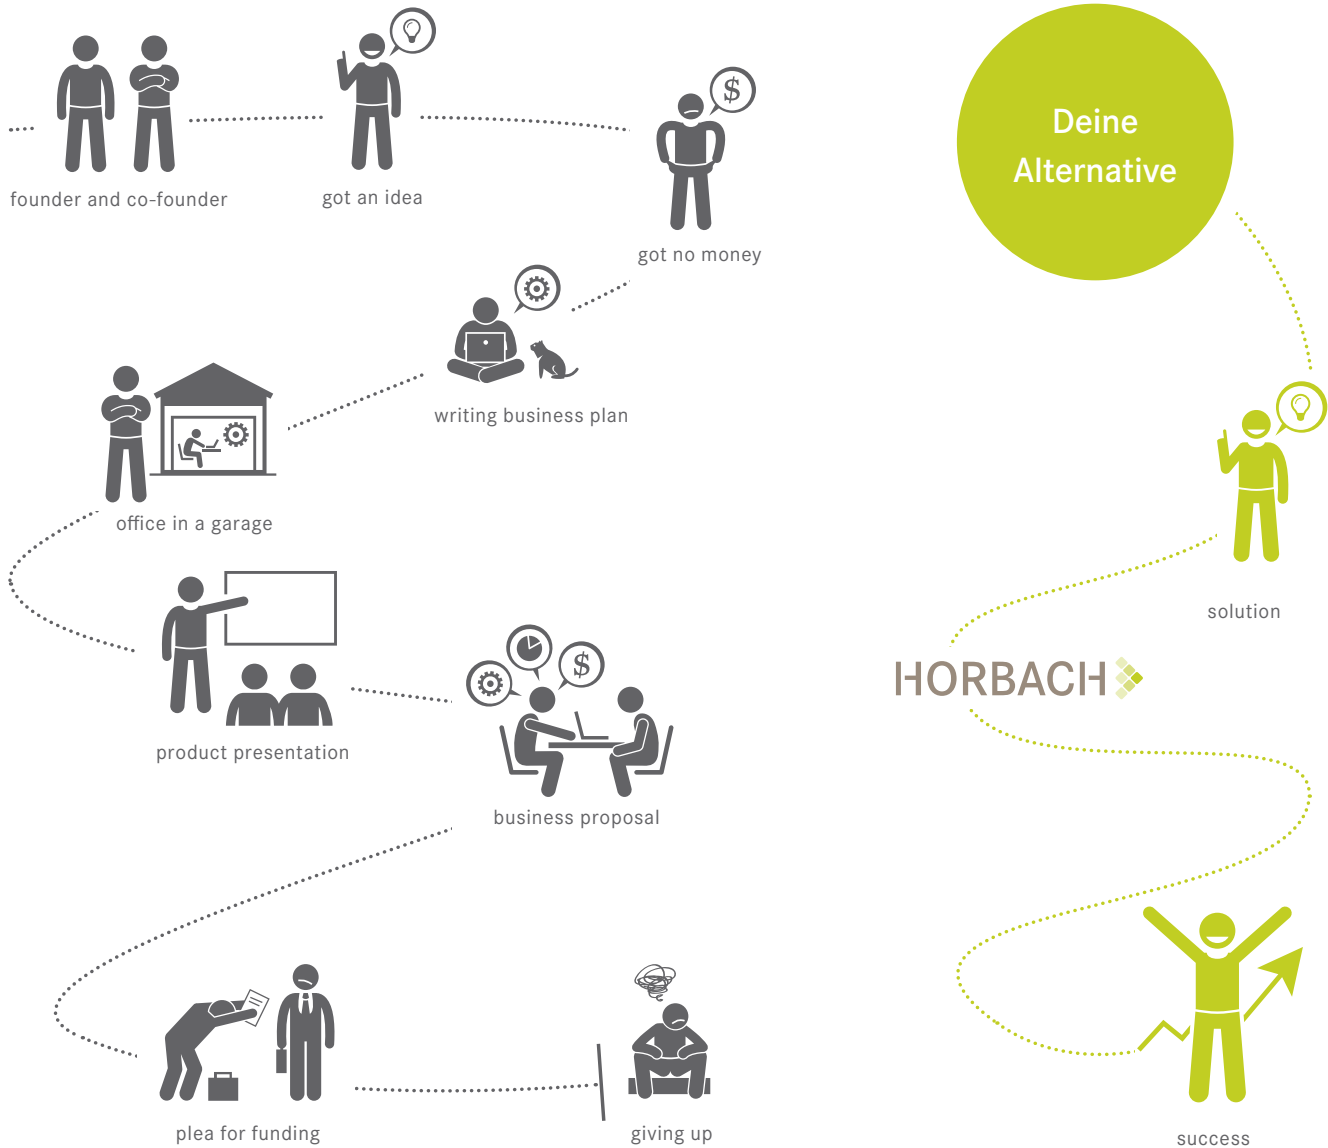 founder and co-founder
got an idea
$
got no money
writing business plan
office in a garage
product presentation
$
business proposal
plea for funding
giving up
Deine
Alternative
solution
HORBACH
success